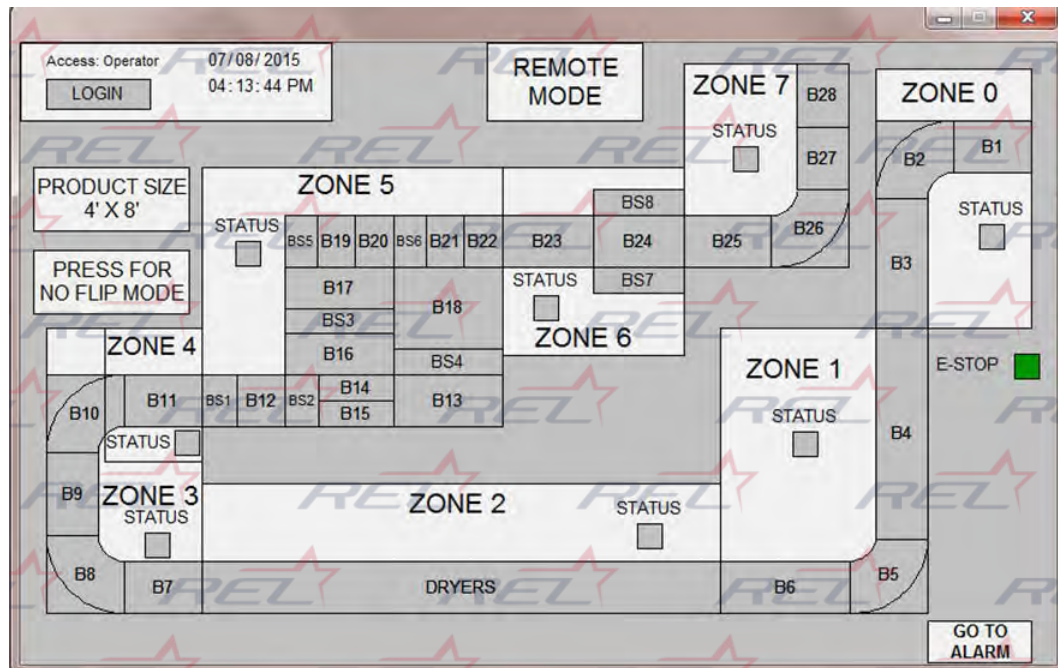 Access: Operator
07/08/2015
LOGIN
04:13:44 PM
REMOTE
MODE
ZONE 7
B28
ZONE 0
STATUS
B27
B2
B1
PRODUCT SIZE
4' X 8'
ZONE 5
STATUS
BS8
STATUS
BS5
B19
B20
BS6
B21
B22
B23
B24
B25
B26
PRESS FOR
NO FLIP MODE
B17
B18
STATUS
BS7
B3
BS3
ZONE 6
ZONE 4
B16
BS4
ZONE 1
E-STOP
B10
B11
BS1
B12
BS2
B14
B15
B13
STATUS
STATUS
B4
B9
ZONE 3
STATUS
ZONE 2
STATUS
B8
B7
DRYERS
B6
B5
GO TO
ALARM
REL